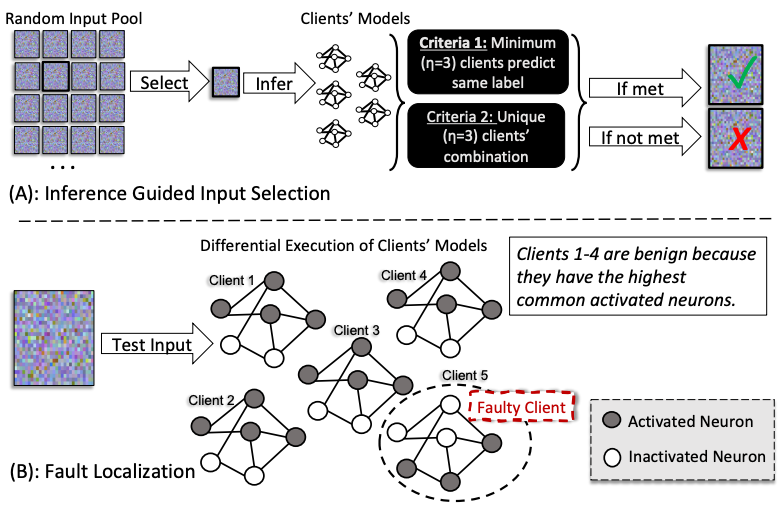 Random Input Pool
Clients' Models
Select
Infer
Criteria 1: Minimum
(η=3) clients predict
same label
Criteria 2: Unique
(η=3) clients'
combination
If met
If not met
✓
X
...
(A): Inference Guided Input Selection
Differential Execution of Clients' Models
Clients 1-4 are benign because
they have the highest
common activated neurons.
Test Input
Client 1
Client 4
Client 3
Client 2
Client 5
Faulty Client
Activated Neuron
Inactivated Neuron
(B): Fault Localization